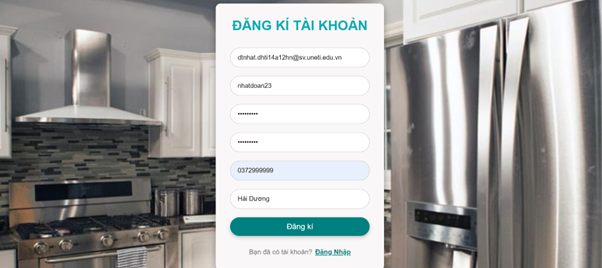 ĐĂNG KÍ TÀI KHOẢN
dtnhat.dhti14a12hn@sv.uneti.edu.vn
nhatdoan23
•••••••••
•••••••••
0372999999
Hải Dương
Đăng kí
Bạn đã có tài khoản? Đăng Nhập